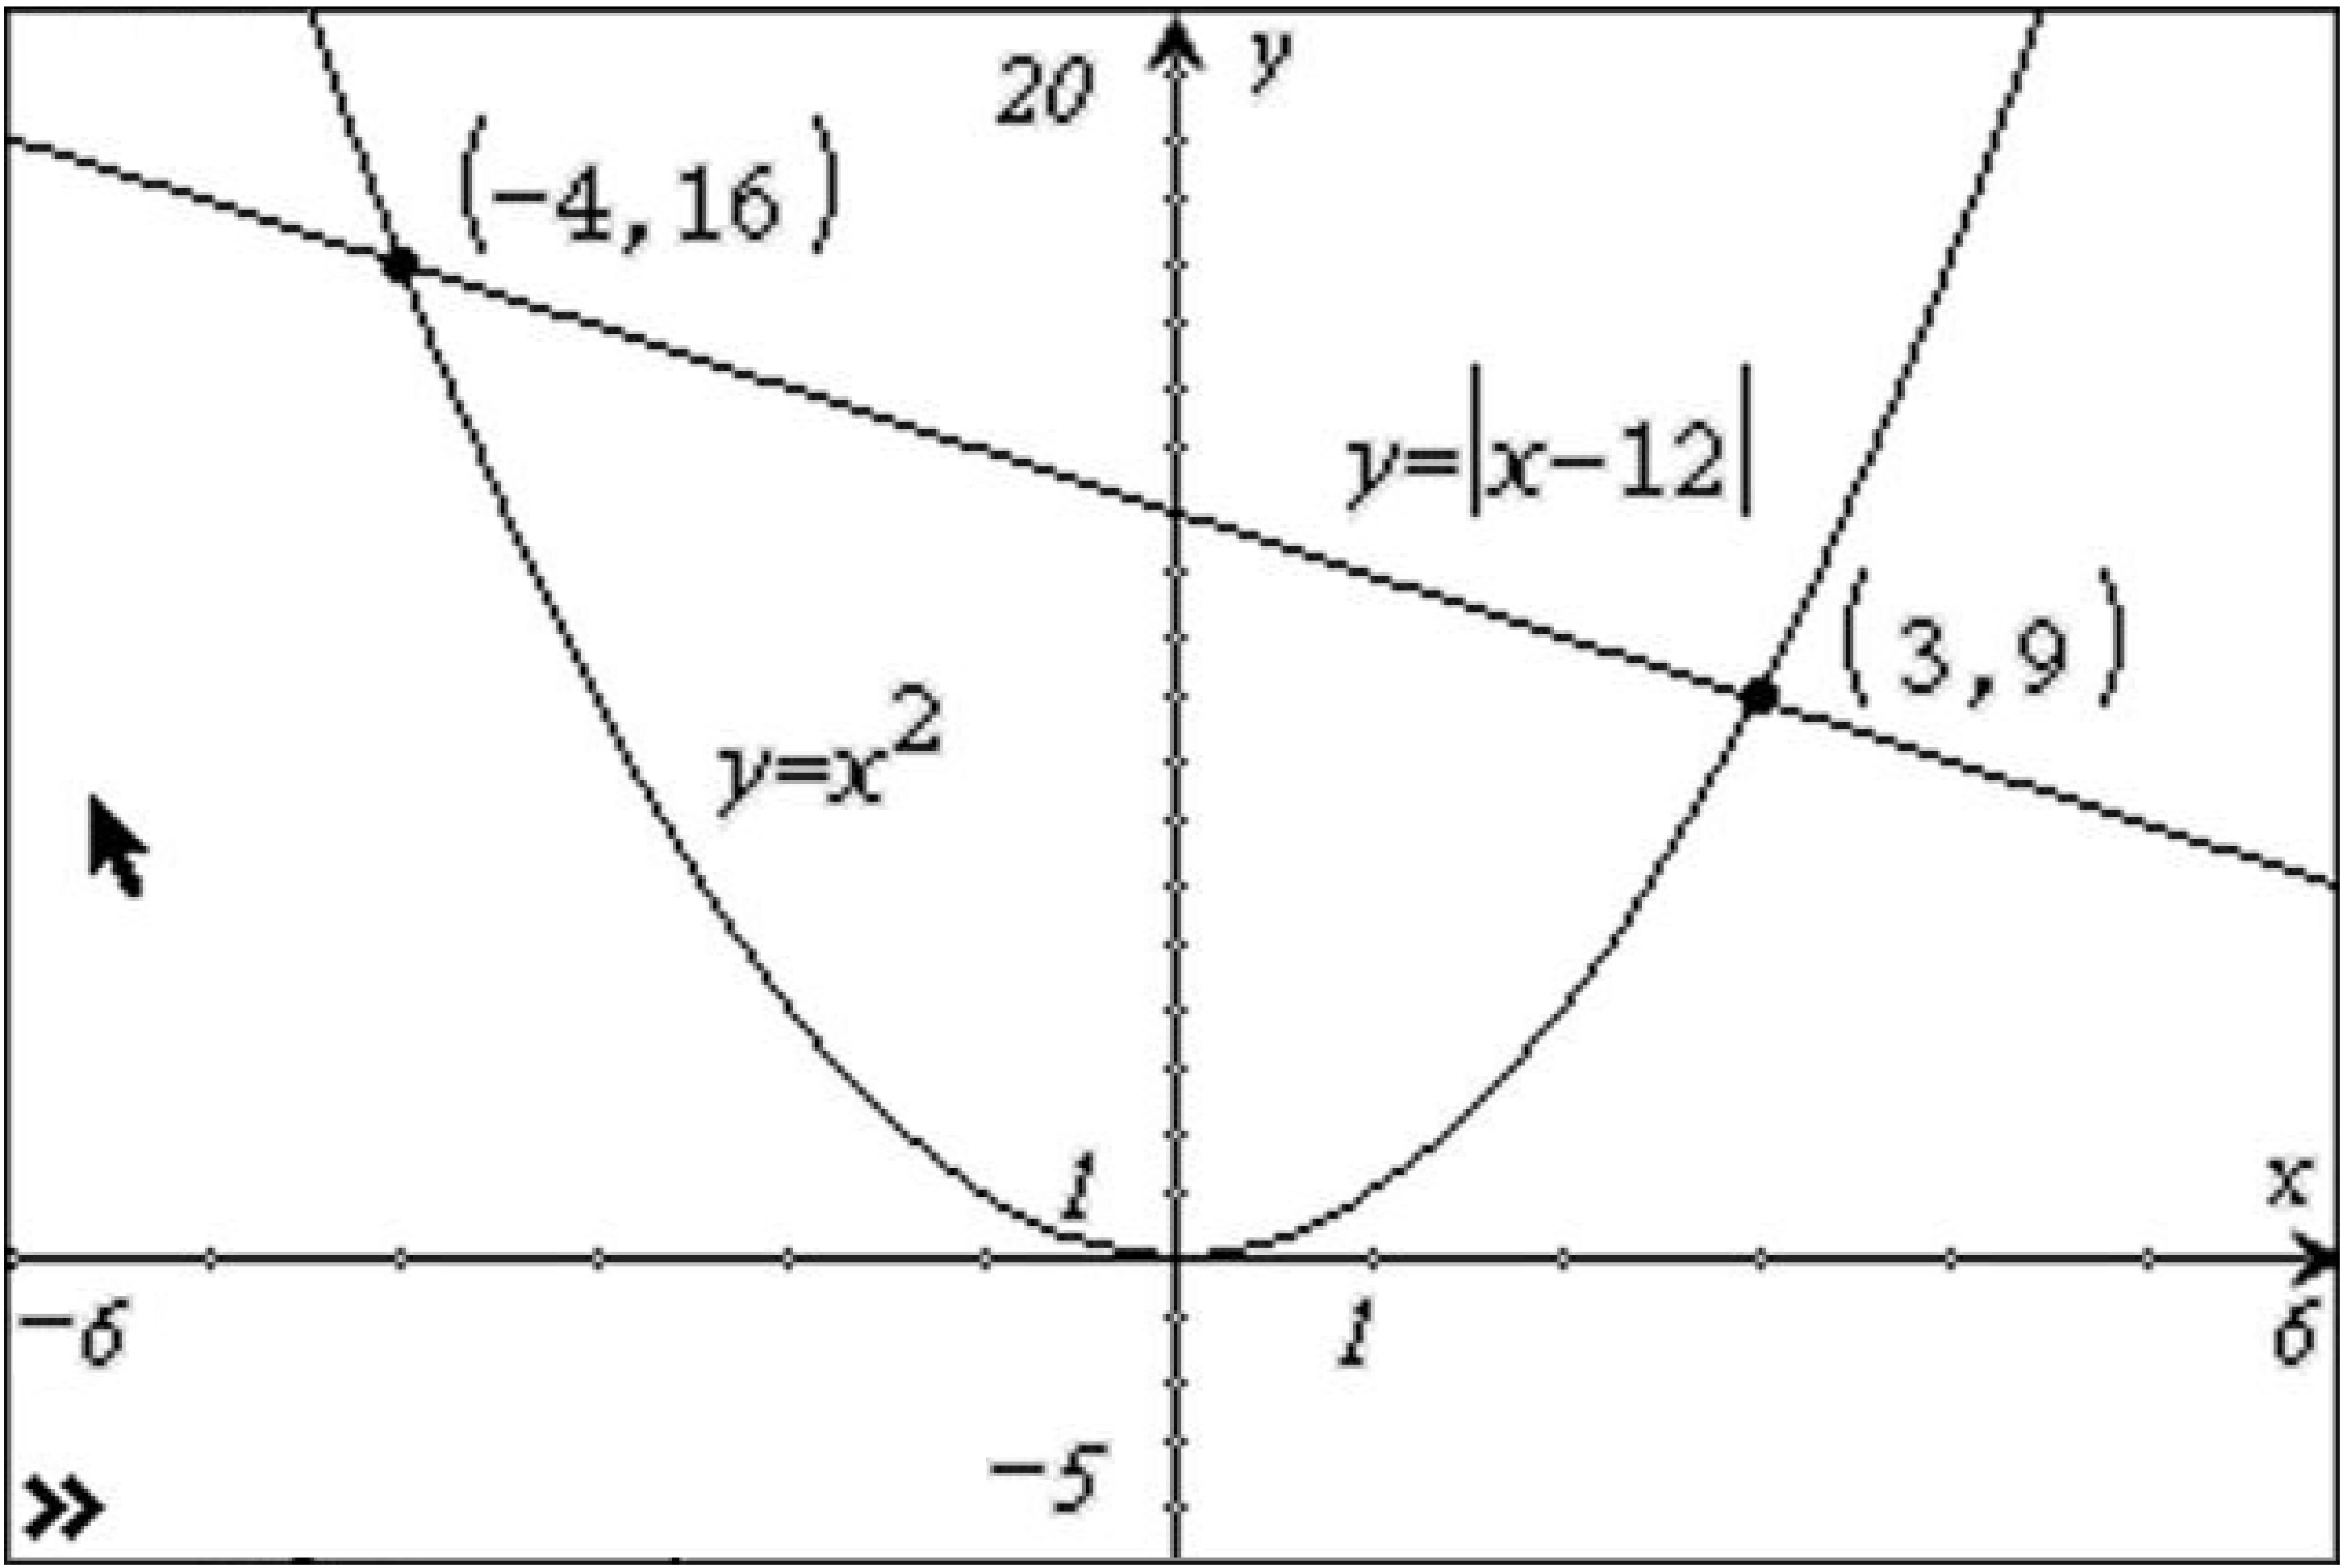 20
y
(-4,16)
y=|x-12|
(3,9)
y=x²
1
x
-6
1
6
-5
»